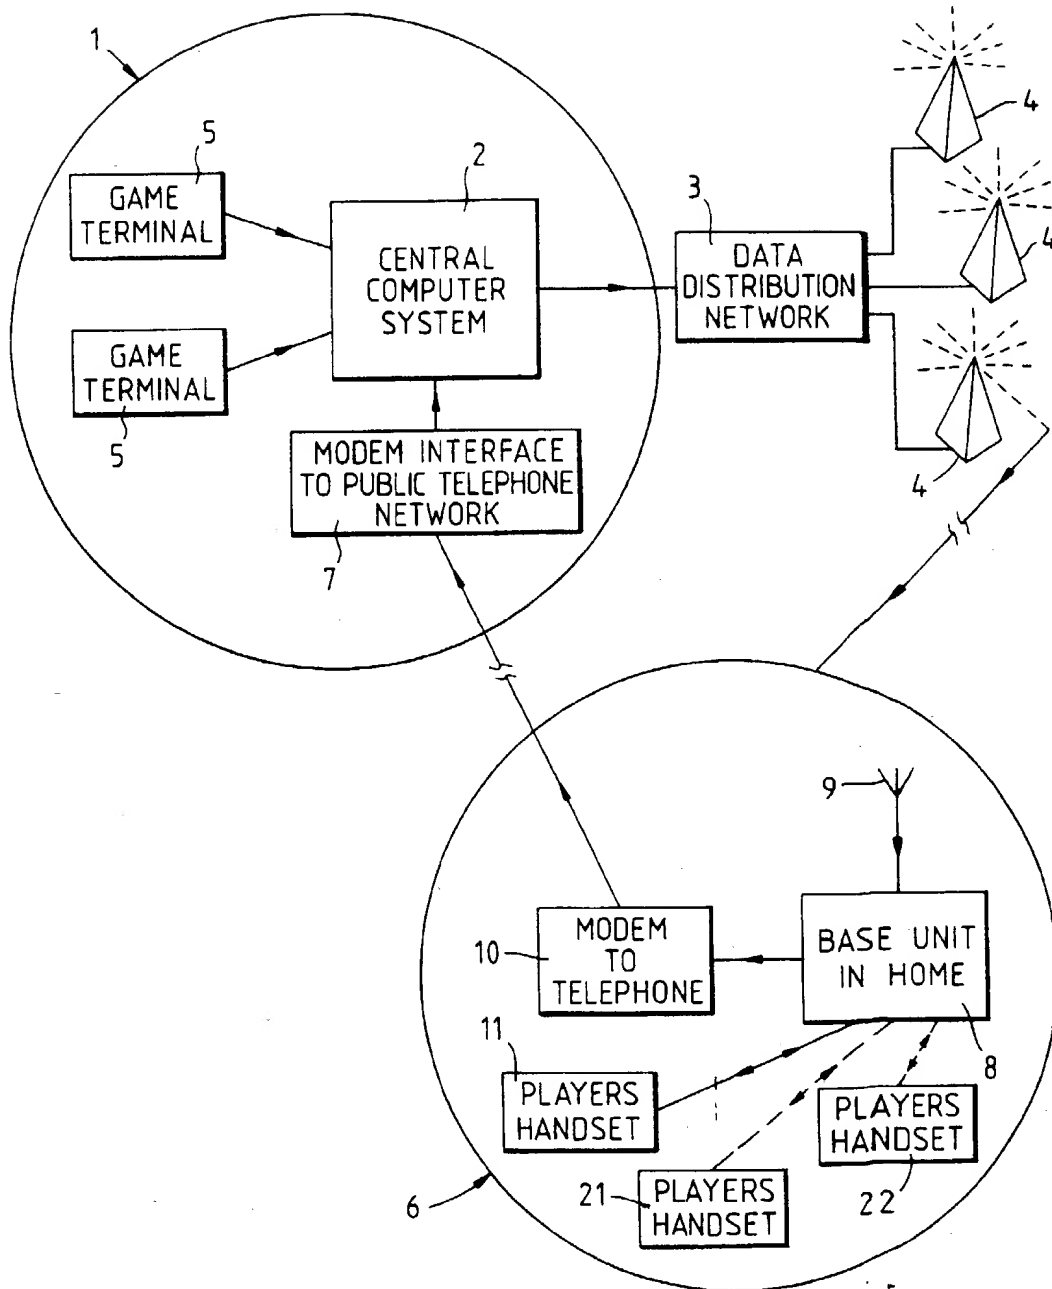 1
5
GAME
TERMINAL
2
CENTRAL
COMPUTER
SYSTEM
3
DATA
DISTRIBUTION
NETWORK
4
4
4
GAME
TERMINAL
5
MODEM INTERFACE
TO PUBLIC TELEPHONE
NETWORK
7
9
10
MODEM
TO
TELEPHONE
BASE UNIT
IN HOME
8
11
PLAYERS
HANDSET
21
PLAYERS
HANDSET
PLAYERS
HANDSET
22
6